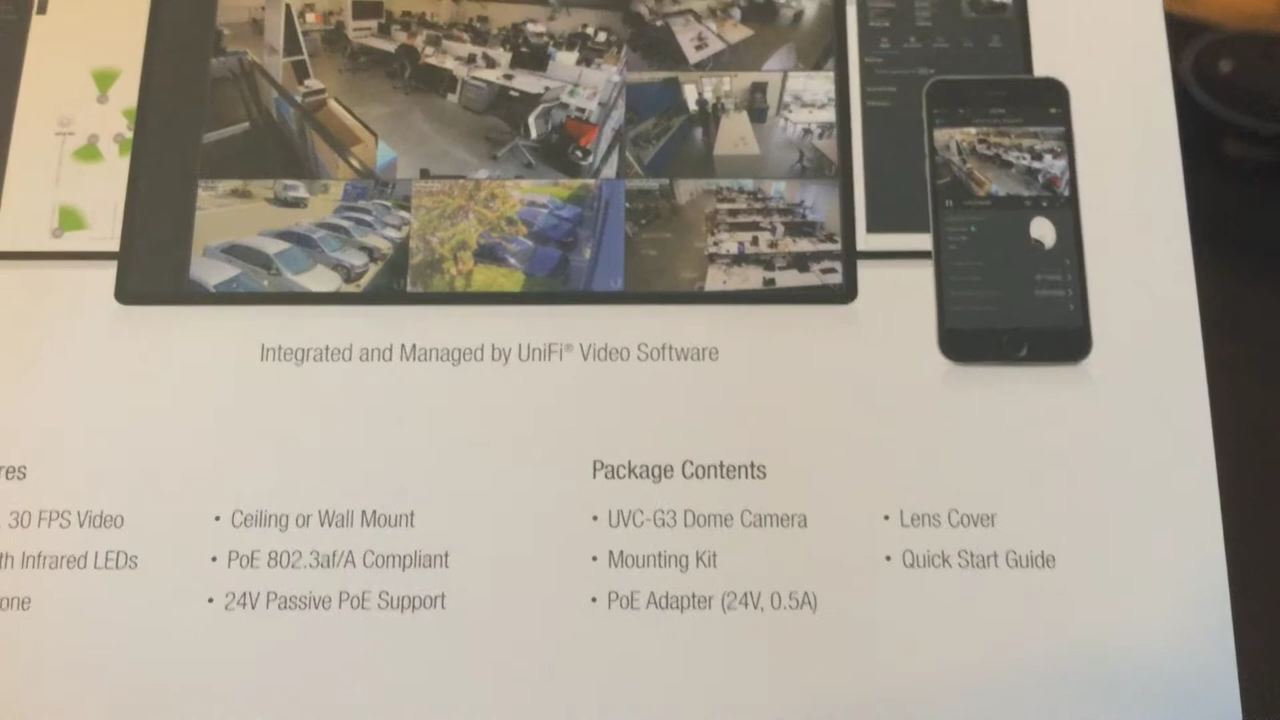 Integrated and Managed by UniFi® Video Software
res
Package Contents
30 FPS Video
• Ceiling or Wall Mount
• UVC-G3 Dome Camera
• Lens Cover
th Infrared LEDs
• PoE 802.3af/A Compliant
• Mounting Kit
• Quick Start Guide
one
• 24V Passive PoE Support
• PoE Adapter (24V, 0.5A)